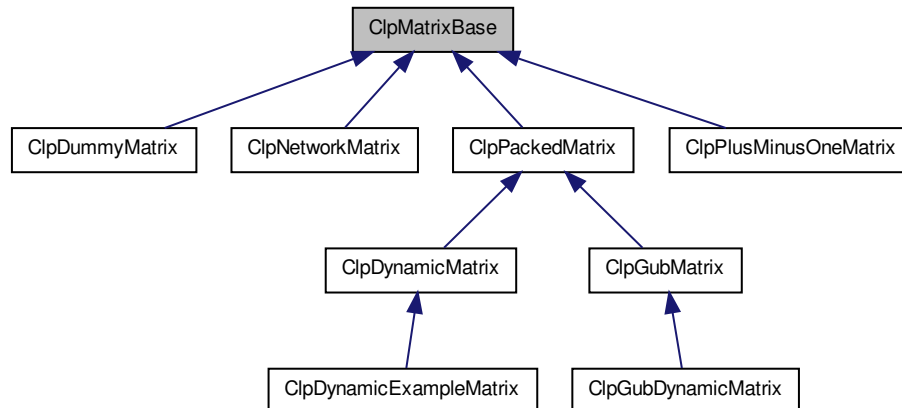 ClpMatrixBase
ClpDummyMatrix
ClpNetworkMatrix
ClpPackedMatrix
ClpPlusMinusOneMatrix
ClpDynamicMatrix
ClpGubMatrix
ClpDynamicExampleMatrix
ClpGubDynamicMatrix